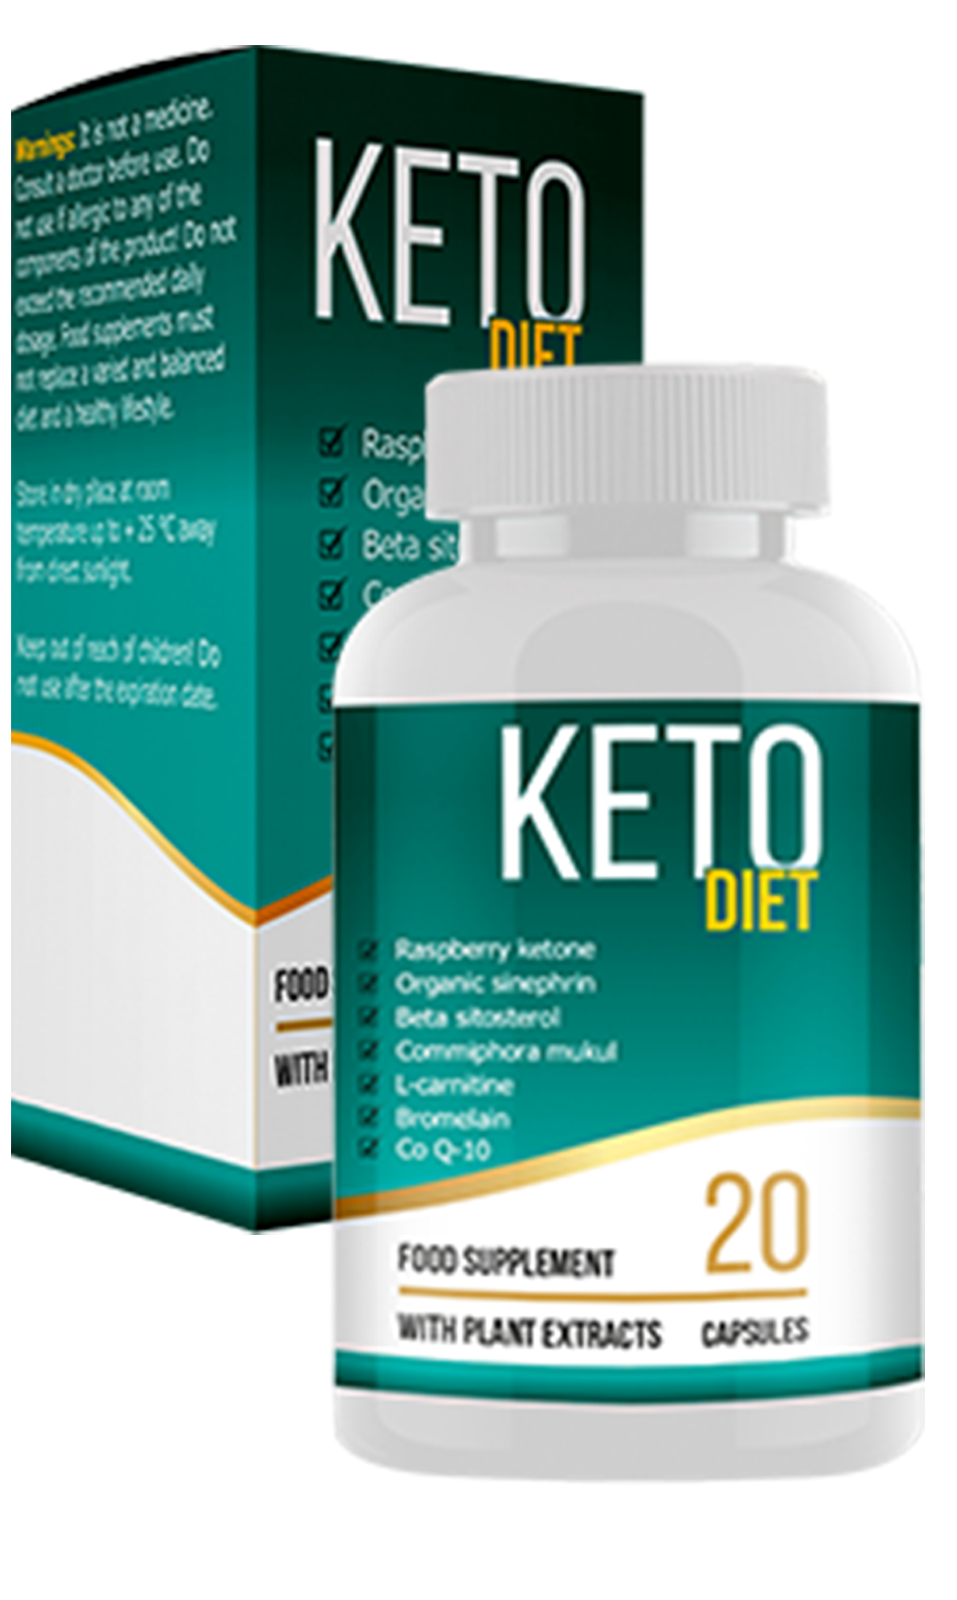 Warnings: It is not a medicine.
Consult a doctor before use. Do
not use if allergic to any of the
components of the product! Do not
exceed the recommended daily
dosage. Food supplements must
not replace a varied and balanced
diet and a healthy lifestyle.
Store in dry place at room
temperature up to + 25 °C away
from direct sunlight.
Keep out of reach of children! Do
not use after the expiration date.
KETO
DIET
Rasp
Orga
Beta sit
Co
FOOD
WITH
KETO
DIET
Raspberry ketone
Organic sinephrin
Beta sitosterol
Commiphora mukul
L-carnitine
Bromelain
Co Q-10
20
FOOD SUPPLEMENT
WITH PLANT EXTRACTS CAPSULES